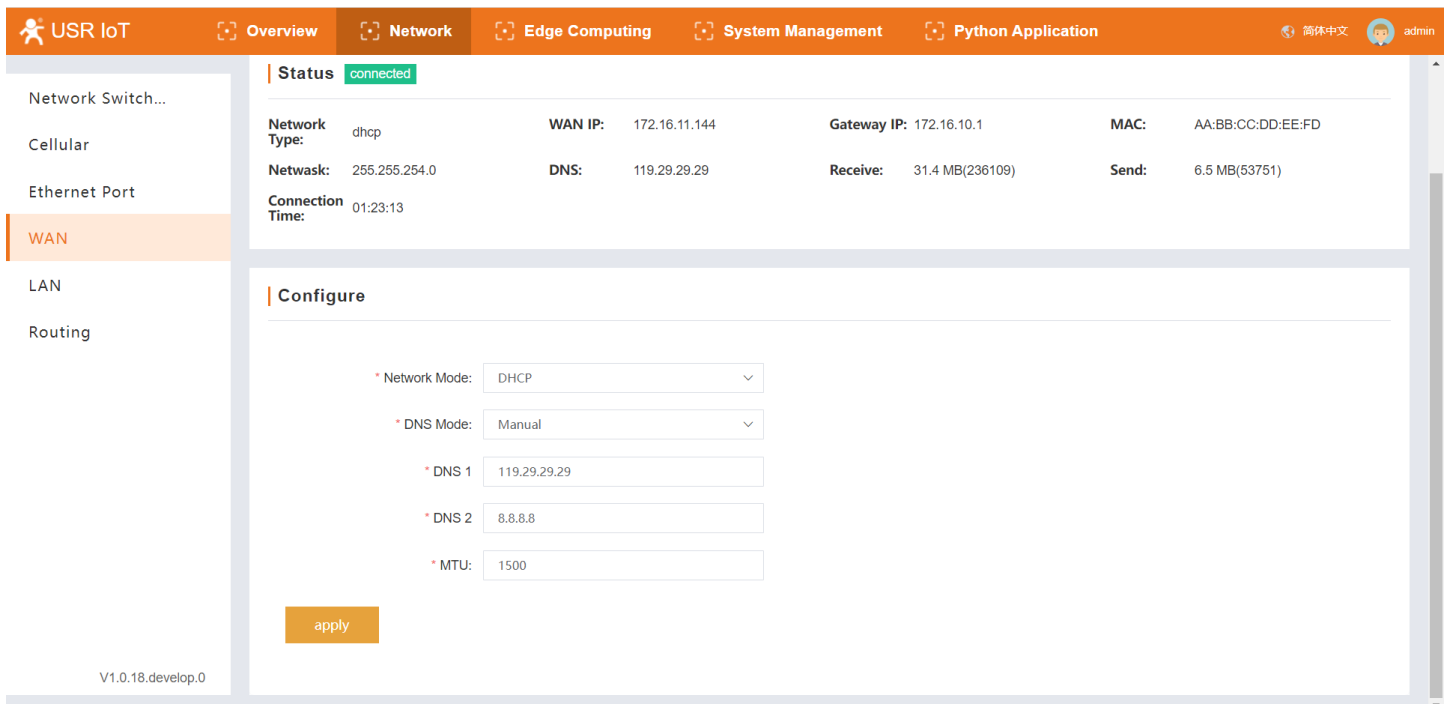 USR IoT Overview Network Edge Computing System Management Python Application 简体中文 admin
Network Switch...
Cellular
Ethernet Port
WAN
LAN
Routing
V1.0.18.develop.0
Status connected
Network Type: dhcp WAN IP: 172.16.11.144 Gateway IP: 172.16.10.1 MAC: AA:BB:CC:DD:EE:FD
Netwask: 255.255.254.0 DNS: 119.29.29.29 Receive: 31.4 MB(236109) Send: 6.5 MB(53751)
Connection Time: 01:23:13
Configure
* Network Mode: DHCP
* DNS Mode: Manual
* DNS 1 119.29.29.29
* DNS 2 8.8.8.8
* MTU: 1500
apply